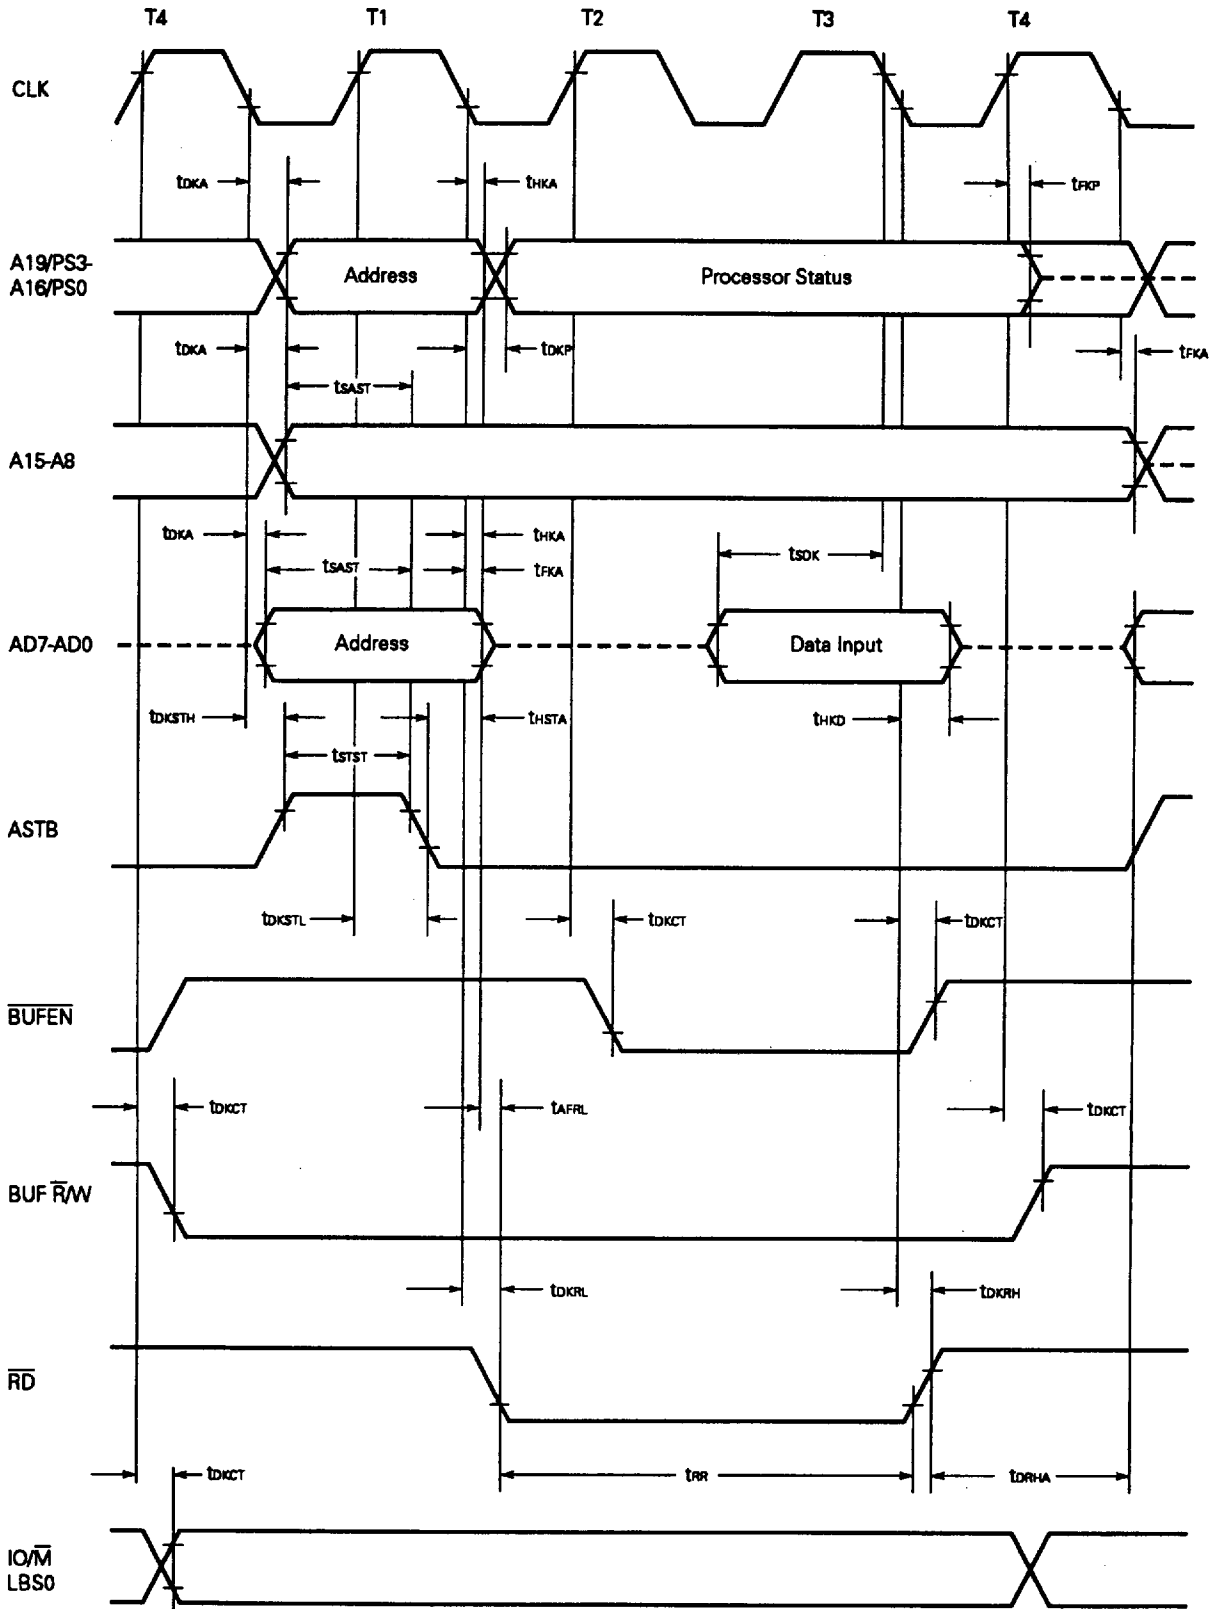 T4 T1 T2 T3 T4
CLK
tDKA tHKA tFKP
A19/PS3-
A16/PS0
Address Processor Status
tDKA tDKP tFKA
tSAST
A15-A8
tDKA tHKA
tSAST tFKA tSDK
AD7-AD0 Address Data Input
tDKSTH tHSTA tHKD
tSTST
ASTB
tDKSTL tDKCT tDKCT
BUFEN
tDKCT tAFRL tDKCT
BUF R/W
tDKRL tDKRH
RD
tDKCT tRR tDRHA
IO/M
LBS0